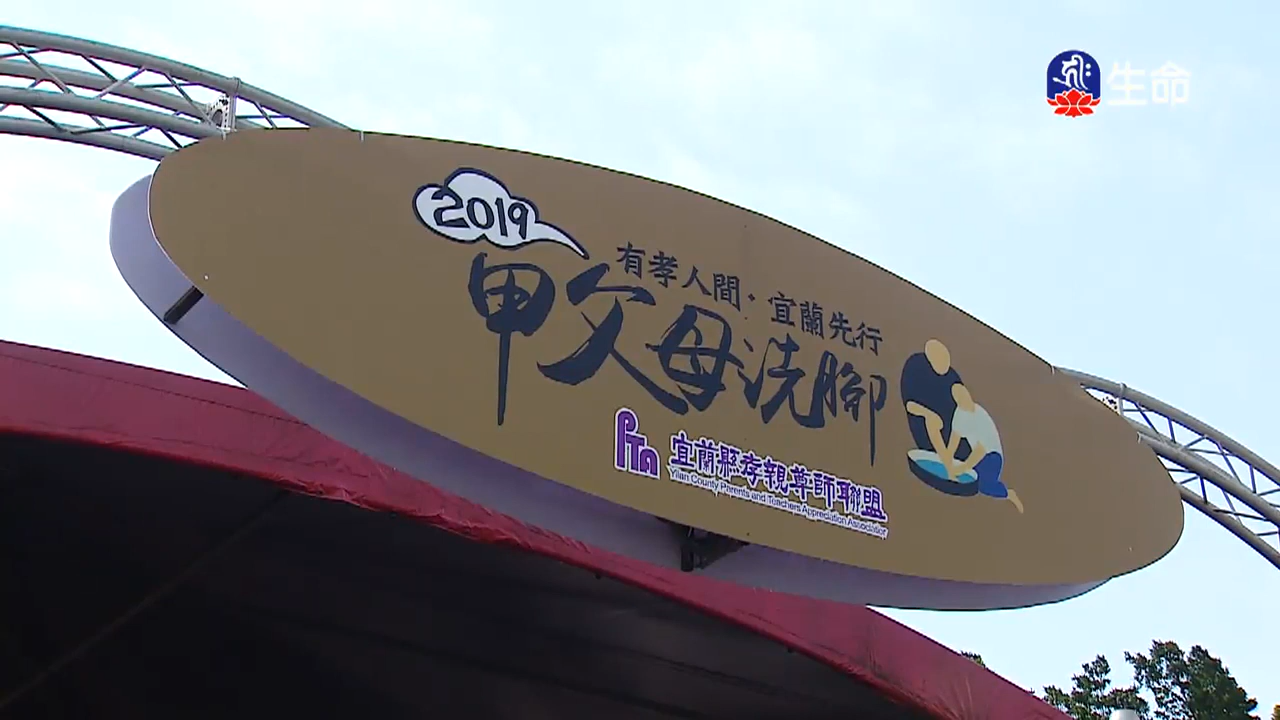 生命
2019
有孝人間·宜蘭先行
甲父母洗腳
PTA
宜蘭縣孝親尊師聯盟
Yilan County Parents and Teachers Appreciation Association